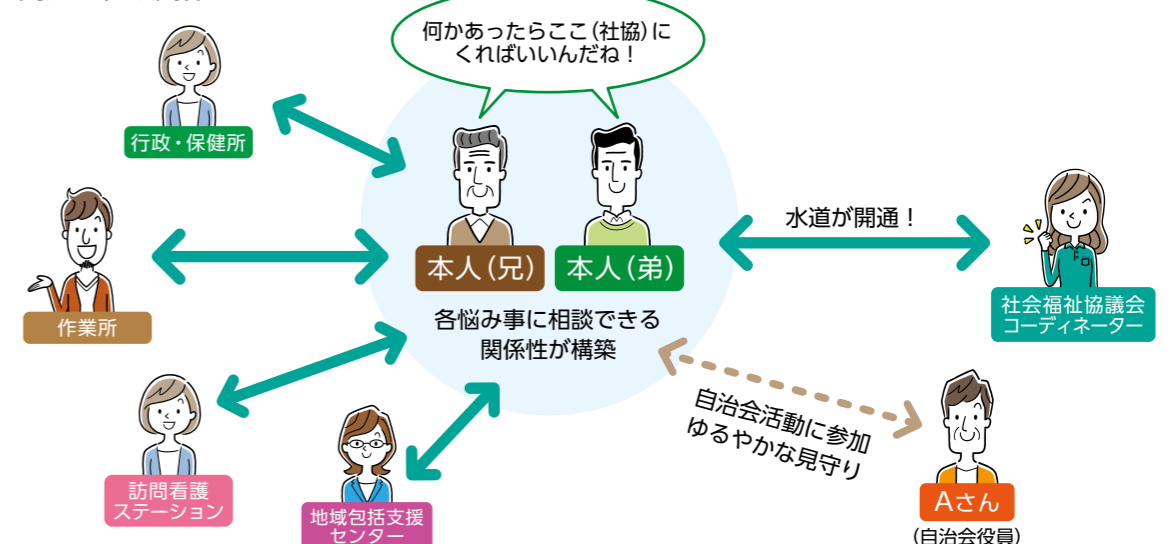 何かあったらここ（社協）に
くればいいんだね！
行政・保健所
本人（兄）
本人（弟）
水道が開通！
作業所
社会福祉協議会
コーディネーター
各悩み事に相談できる
関係性が構築
自治会活動に参加
ゆるやかな見守り
訪問看護
ステーション
地域包括支援
センター
Aさん
（自治会役員）